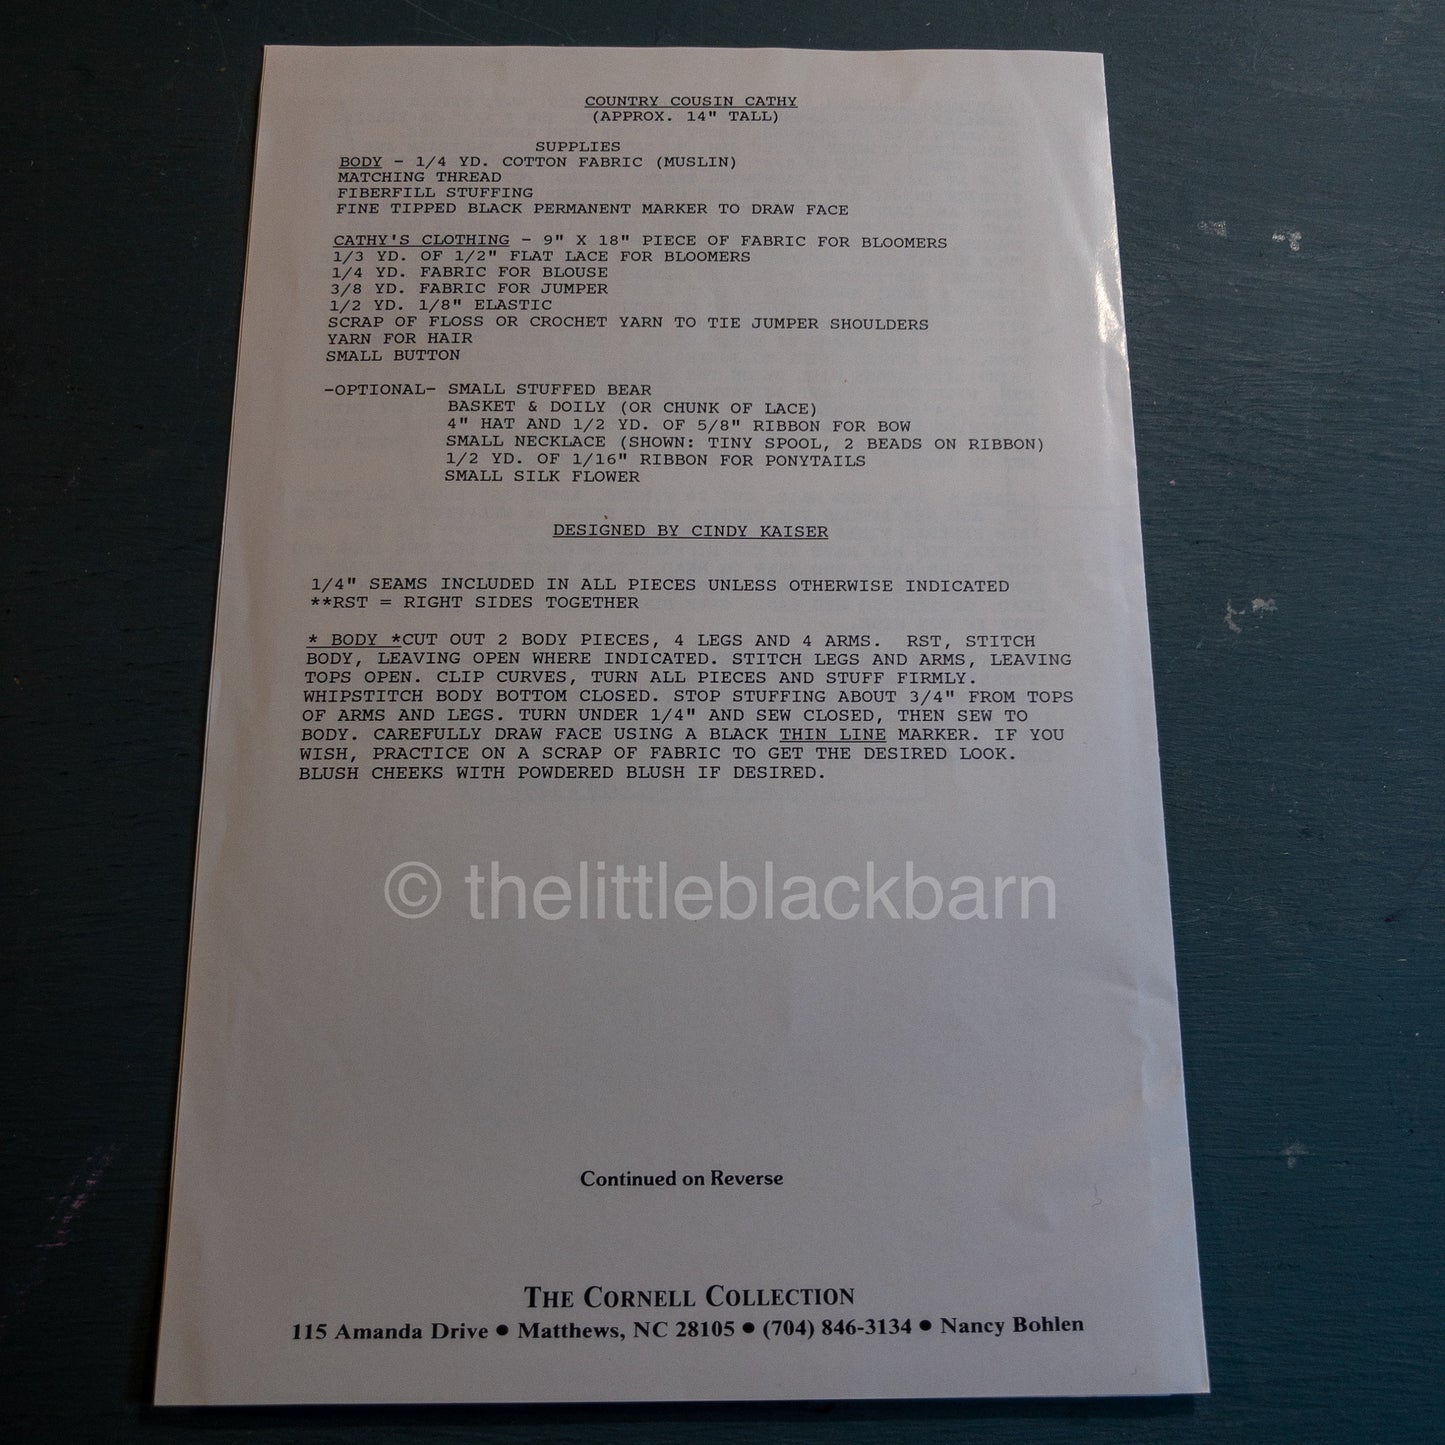 COUNTRY COUSIN CATHY
(APPROX. 14" TALL)
SUPPLIES
BODY - 1/4 YD. COTTON FABRIC (MUSLIN)
MATCHING THREAD
FIBERFILL STUFFING
FINE TIPPED BLACK PERMANENT MARKER TO DRAW FACE
CATHY'S CLOTHING - 9" X 18" PIECE OF FABRIC FOR BLOOMERS
1/3 YD. OF 1/2" FLAT LACE FOR BLOOMERS
1/4 YD. FABRIC FOR BLOUSE
3/8 YD. FABRIC FOR JUMPER
1/2 YD. 1/8" ELASTIC
SCRAP OF FLOSS OR CROCHET YARN TO TIE JUMPER SHOULDERS
YARN FOR HAIR
SMALL BUTTON
-OPTIONAL- SMALL STUFFED BEAR
BASKET & DOILY (OR CHUNK OF LACE)
4" HAT AND 1/2 YD. OF 5/8" RIBBON FOR BOW
SMALL NECKLACE (SHOWN: TINY SPOOL, 2 BEADS ON RIBBON)
1/2 YD. OF 1/16" RIBBON FOR PONYTAILS
SMALL SILK FLOWER
DESIGNED BY CINDY KAISER
1/4" SEAMS INCLUDED IN ALL PIECES UNLESS OTHERWISE INDICATED
**RST = RIGHT SIDES TOGETHER
* BODY *CUT OUT 2 BODY PIECES, 4 LEGS AND 4 ARMS. RST, STITCH
BODY, LEAVING OPEN WHERE INDICATED. STITCH LEGS AND ARMS, LEAVING
TOPS OPEN. CLIP CURVES, TURN ALL PIECES AND STUFF FIRMLY.
WHIPSTITCH BODY BOTTOM CLOSED. STOP STUFFING ABOUT 3/4" FROM TOPS
OF ARMS AND LEGS. TURN UNDER 1/4" AND SEW CLOSED, THEN SEW TO
BODY. CAREFULLY DRAW FACE USING A BLACK THIN LINE MARKER. IF YOU
WISH, PRACTICE ON A SCRAP OF FABRIC TO GET THE DESIRED LOOK.
BLUSH CHEEKS WITH POWDERED BLUSH IF DESIRED.
© thelittleblackbarn
Continued on Reverse
THE CORNELL COLLECTION
115 Amanda Drive ● Matthews, NC 28105 ● (704) 846-3134 ● Nancy Bohlen